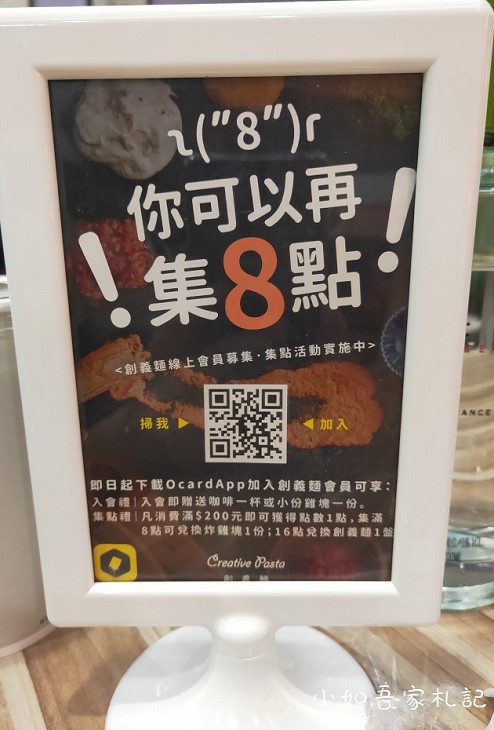 ɿ("8")ɾ
你可以再
！集8點！
<創義麵線上會員募集·集點活動實施中>
掃我 ▶ ◀ 加入
即日起下載OcardApp加入創義麵會員可享：
入會禮｜入會即贈送咖啡一杯或小份雞塊一份。
集點禮｜凡消費滿$200元即可獲得點數1點，集滿
8點可兌換炸雞塊1份；16點兌換創義麵1盤
Creative Pasta
創義麵
ANCE
小如吾家札記